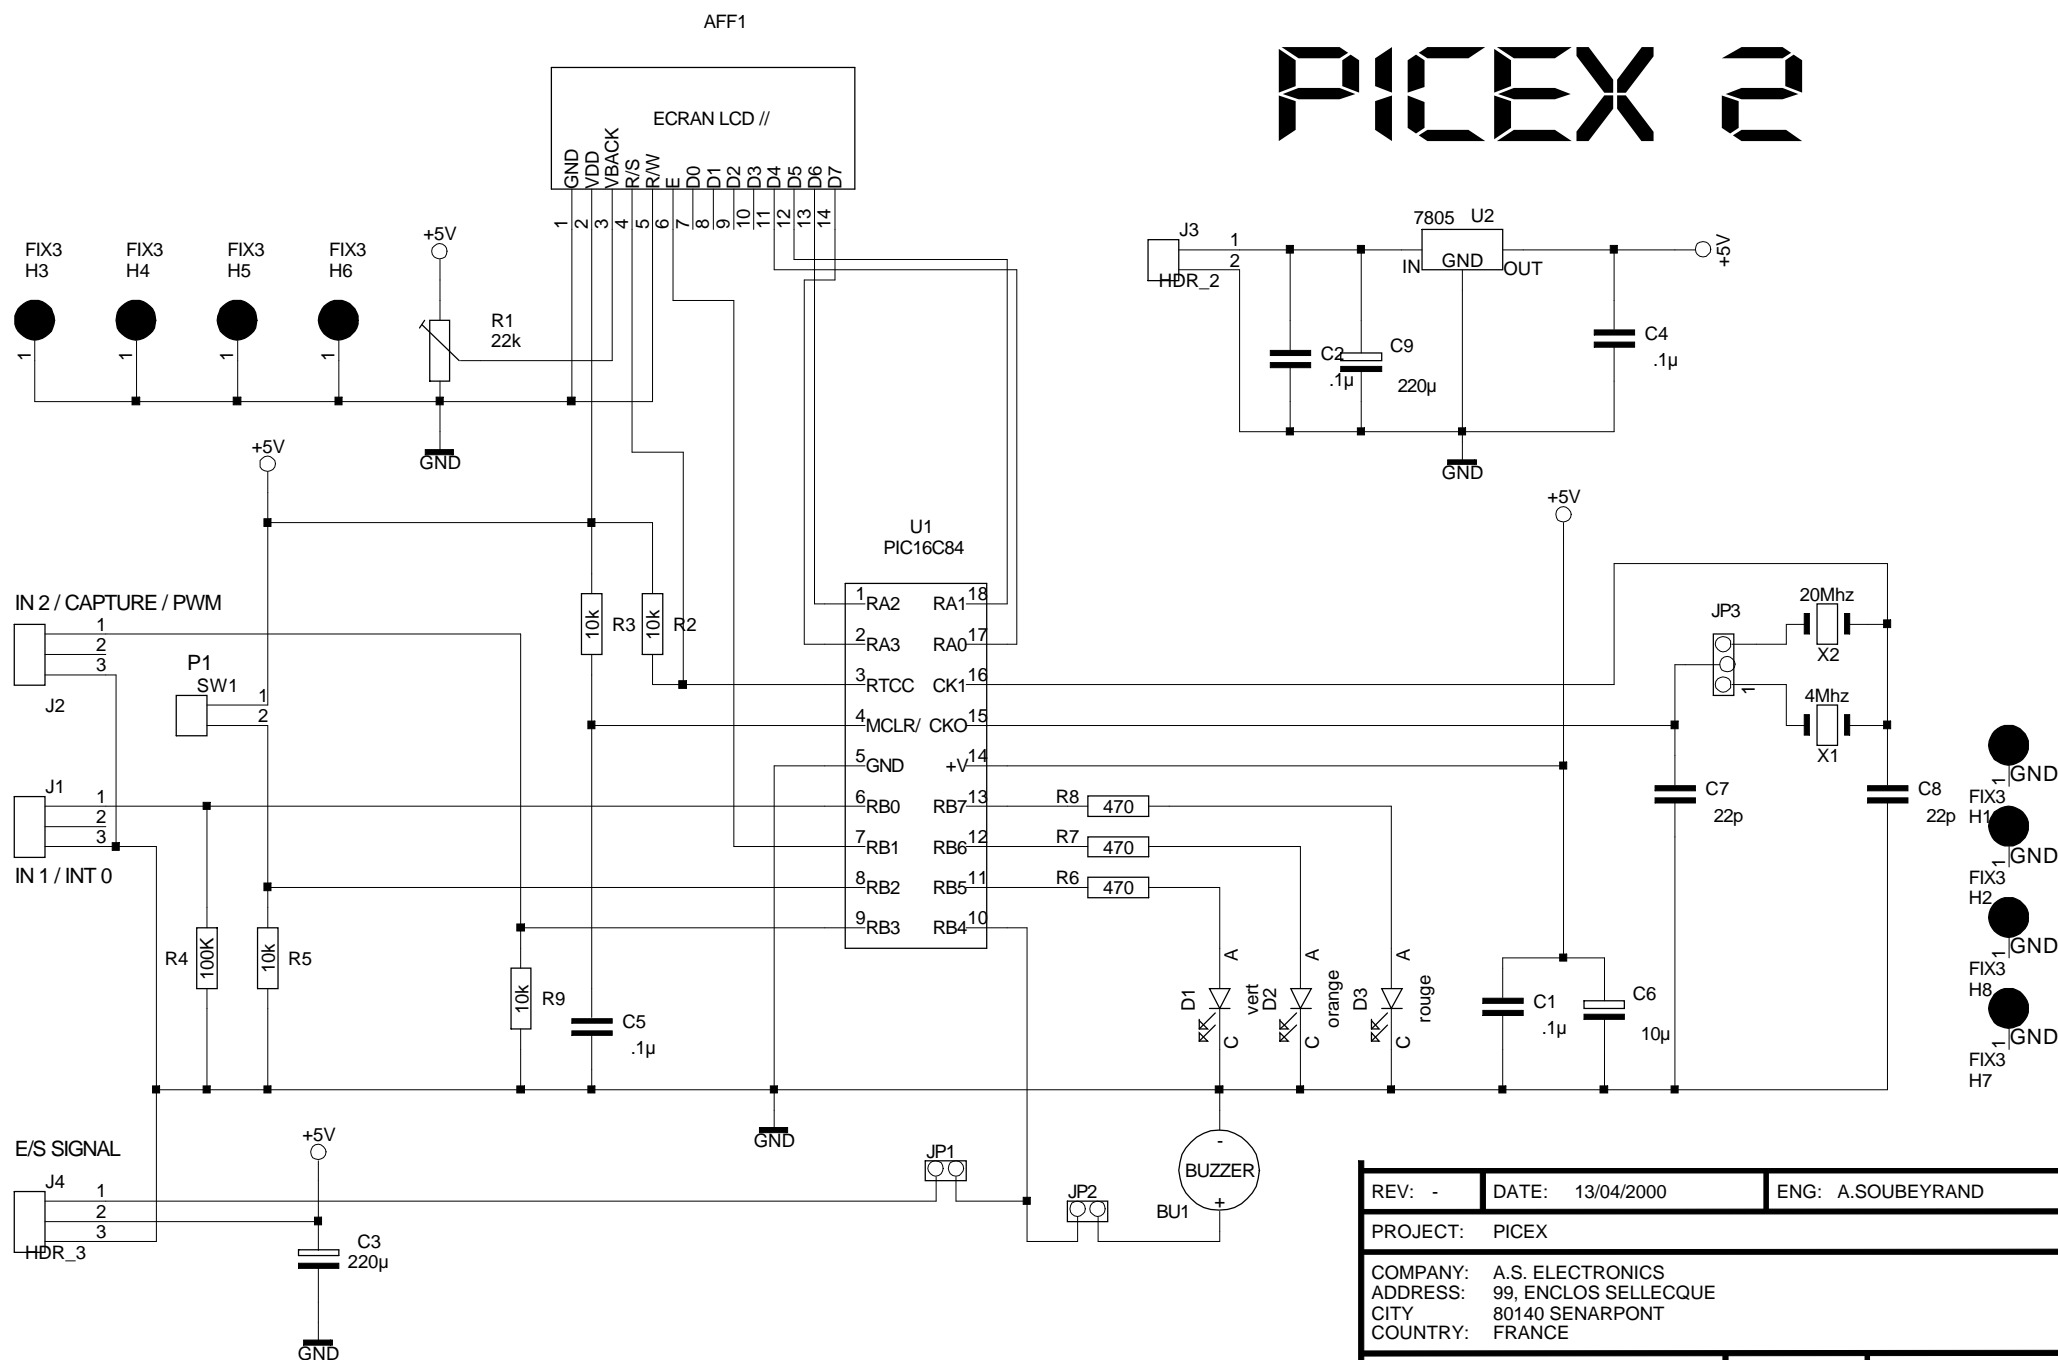 AFF1
PICEX 2
ECRAN LCD //
GND
VDD
VBACK
R/S
R/W
E
D0
D1
D2
D3
D4
D5
D6
D7
1
2
3
4
5
6
7
8
9
10
11
12
13
14
FIX3
H3
1
FIX3
H4
1
FIX3
H5
1
FIX3
H6
1
+5V
R1
22k
GND
J3
1
2
HDR_2
7805 U2
IN GND OUT
+5V
C2
.1µ
C9
220µ
C4
.1µ
GND
+5V
+5V
U1
PIC16C84
1 RA2 RA1 18
2 RA3 RA0 17
3 RTCC CK1 16
4 MCLR/ CKO 15
5 GND +V 14
6 RB0 RB7 13
7 RB1 RB6 12
8 RB2 RB5 11
9 RB3 RB4 10
IN 2 / CAPTURE / PWM
1
2
3
J2
P1
SW1
1
2
10k R3
10k R2
JP3
1
20Mhz
X2
4Mhz
X1
J1
1
2
3
IN 1 / INT 0
R8 470
R7 470
R6 470
C7
22p
C8
22p
1 GND
FIX3
H1
1 GND
FIX3
H2
1 GND
FIX3
H8
1 GND
FIX3
H7
R4 100K
10k R5
10k R9
C5
.1µ
D1 A C vert
D2 A C orange
D3 A C rouge
C1
.1µ
C6
10µ
GND
E/S SIGNAL
J4
1
2
3
HDR_3
+5V
C3
220µ
GND
JP1
JP2
-
BUZZER
+
BU1
REV: - DATE: 13/04/2000 ENG: A.SOUBEYRAND
PROJECT: PICEX
COMPANY: A.S. ELECTRONICS
ADDRESS: 99, ENCLOS SELLECQUE
CITY 80140 SENARPONT
COUNTRY: FRANCE